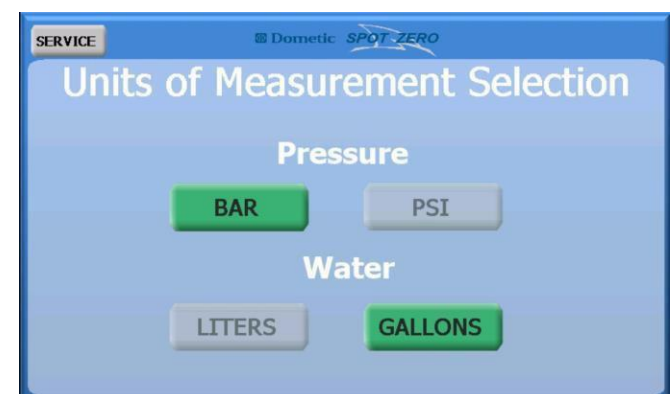 SERVICE
Dometic SPOT ZERO
Units of Measurement Selection
Pressure
BAR PSI
Water
LITERS GALLONS